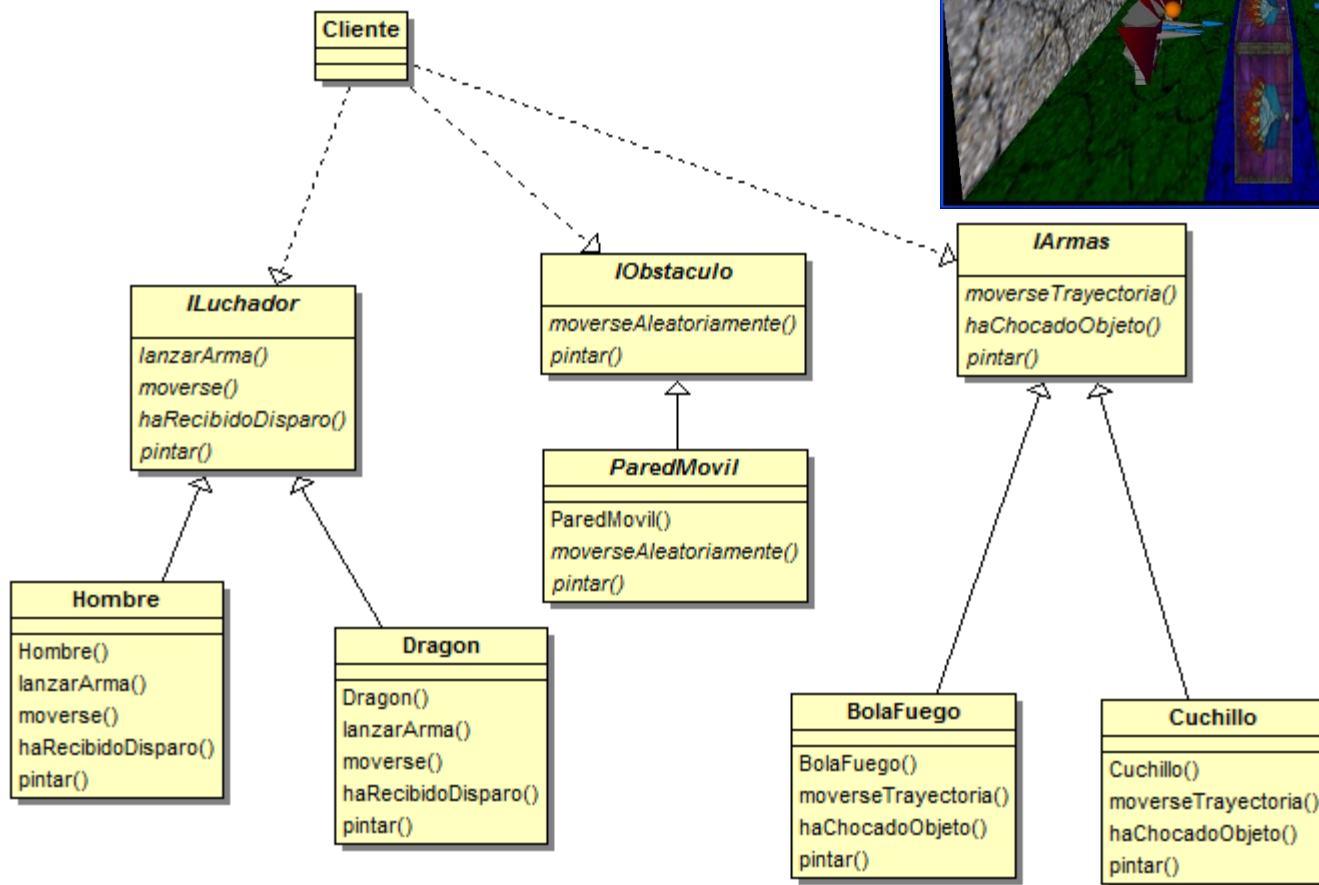 Cliente
ILuchador
lanzarArma()
moverse()
haRecibidoDisparo()
pintar()
IObstaculo
moverseAleatoriamente()
pintar()
IArmas
moverseTrayectoria()
haChocadoObjeto()
pintar()
ParedMovil
ParedMovil()
moverseAleatoriamente()
pintar()
Hombre
Hombre()
lanzarArma()
moverse()
haRecibidoDisparo()
pintar()
Dragon
Dragon()
lanzarArma()
moverse()
haRecibidoDisparo()
pintar()
BolaFuego
BolaFuego()
moverseTrayectoria()
haChocadoObjeto()
pintar()
Cuchillo
Cuchillo()
moverseTrayectoria()
haChocadoObjeto()
pintar()